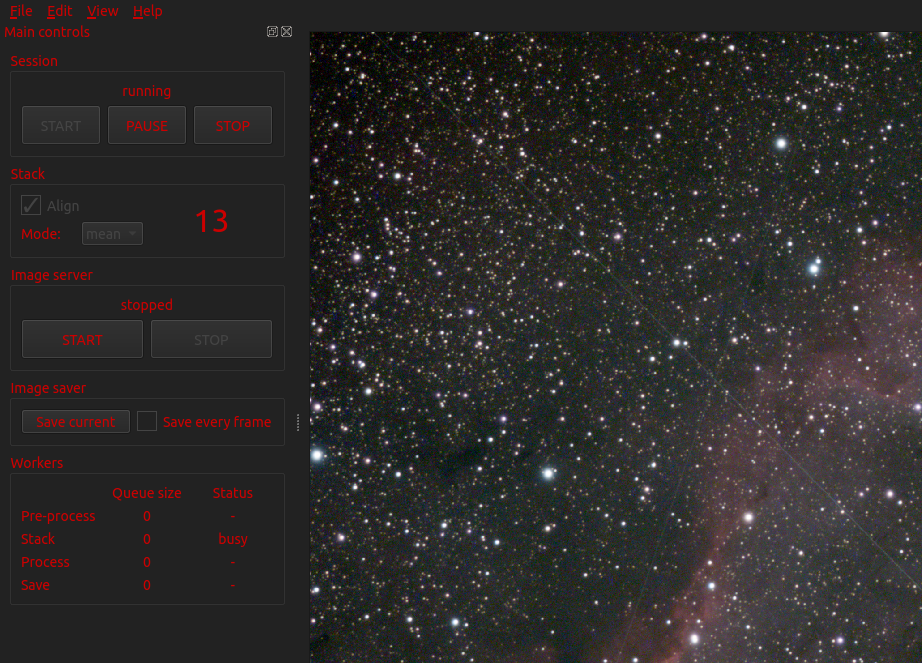 File Edit View Help
Main controls
Session
running
START PAUSE STOP
Stack
Align
13
Mode: mean
Image server
stopped
START STOP
Image saver
Save current Save every frame
Workers
Queue size Status
Pre-process 0 -
Stack 0 busy
Process 0 -
Save 0 -